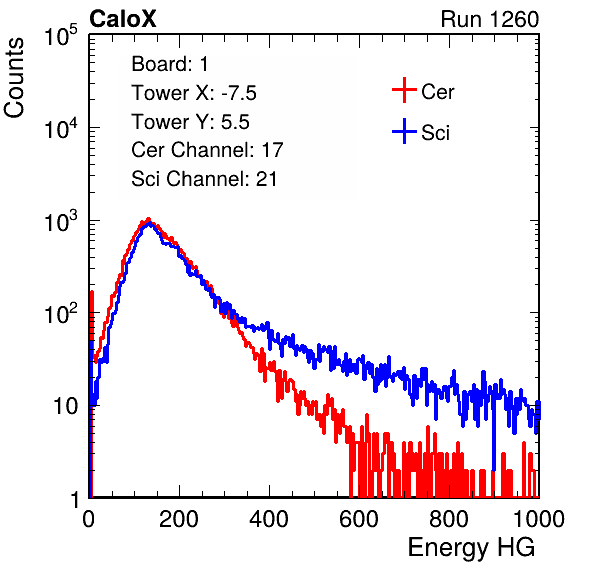 CaloX Run 1260
Counts
10^5
10^4
10^3
10^2
10
1
Board: 1
Tower X: -7.5
Tower Y: 5.5
Cer Channel: 17
Sci Channel: 21
Cer
Sci
0 200 400 600 800 1000
Energy HG